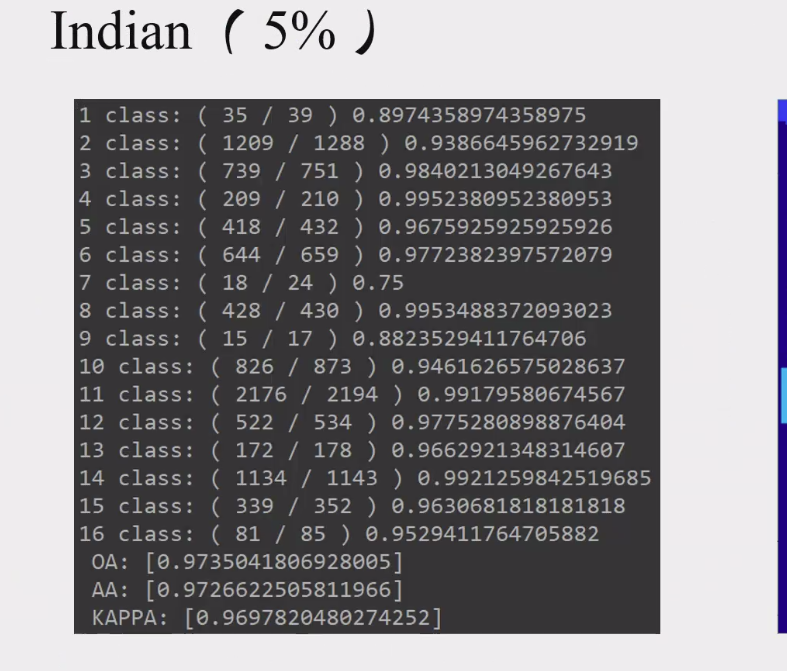 Indian ( 5% )
1 class: ( 35 / 39 ) 0.8974358974358975
2 class: ( 1209 / 1288 ) 0.9386645962732919
3 class: ( 739 / 751 ) 0.9840213049267643
4 class: ( 209 / 210 ) 0.9952380952380953
5 class: ( 418 / 432 ) 0.9675925925925926
6 class: ( 644 / 659 ) 0.9772382397572079
7 class: ( 18 / 24 ) 0.75
8 class: ( 428 / 430 ) 0.9953488372093023
9 class: ( 15 / 17 ) 0.8823529411764706
10 class: ( 826 / 873 ) 0.9461626575028637
11 class: ( 2176 / 2194 ) 0.99179580674567
12 class: ( 522 / 534 ) 0.9775280898876404
13 class: ( 172 / 178 ) 0.9662921348314607
14 class: ( 1134 / 1143 ) 0.9921259842519685
15 class: ( 339 / 352 ) 0.9630681818181818
16 class: ( 81 / 85 ) 0.9529411764705882
OA: [0.9735041806928005]
AA: [0.9726622505811966]
KAPPA: [0.9697820480274252]